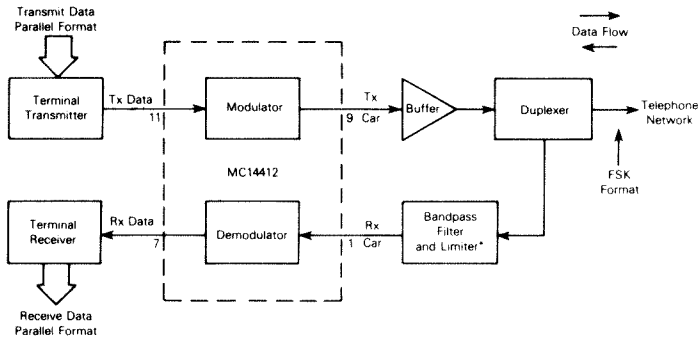 Transmit Data
Parallel Format
Data Flow
Terminal
Transmitter
Tx Data
11
Modulator
9
Tx
Car
Buffer
Duplexer
Telephone
Network
FSK
Format
MC14412
Terminal
Receiver
Rx Data
7
Demodulator
1
Rx
Car
Bandpass
Filter
and Limiter*
Receive Data
Parallel Format